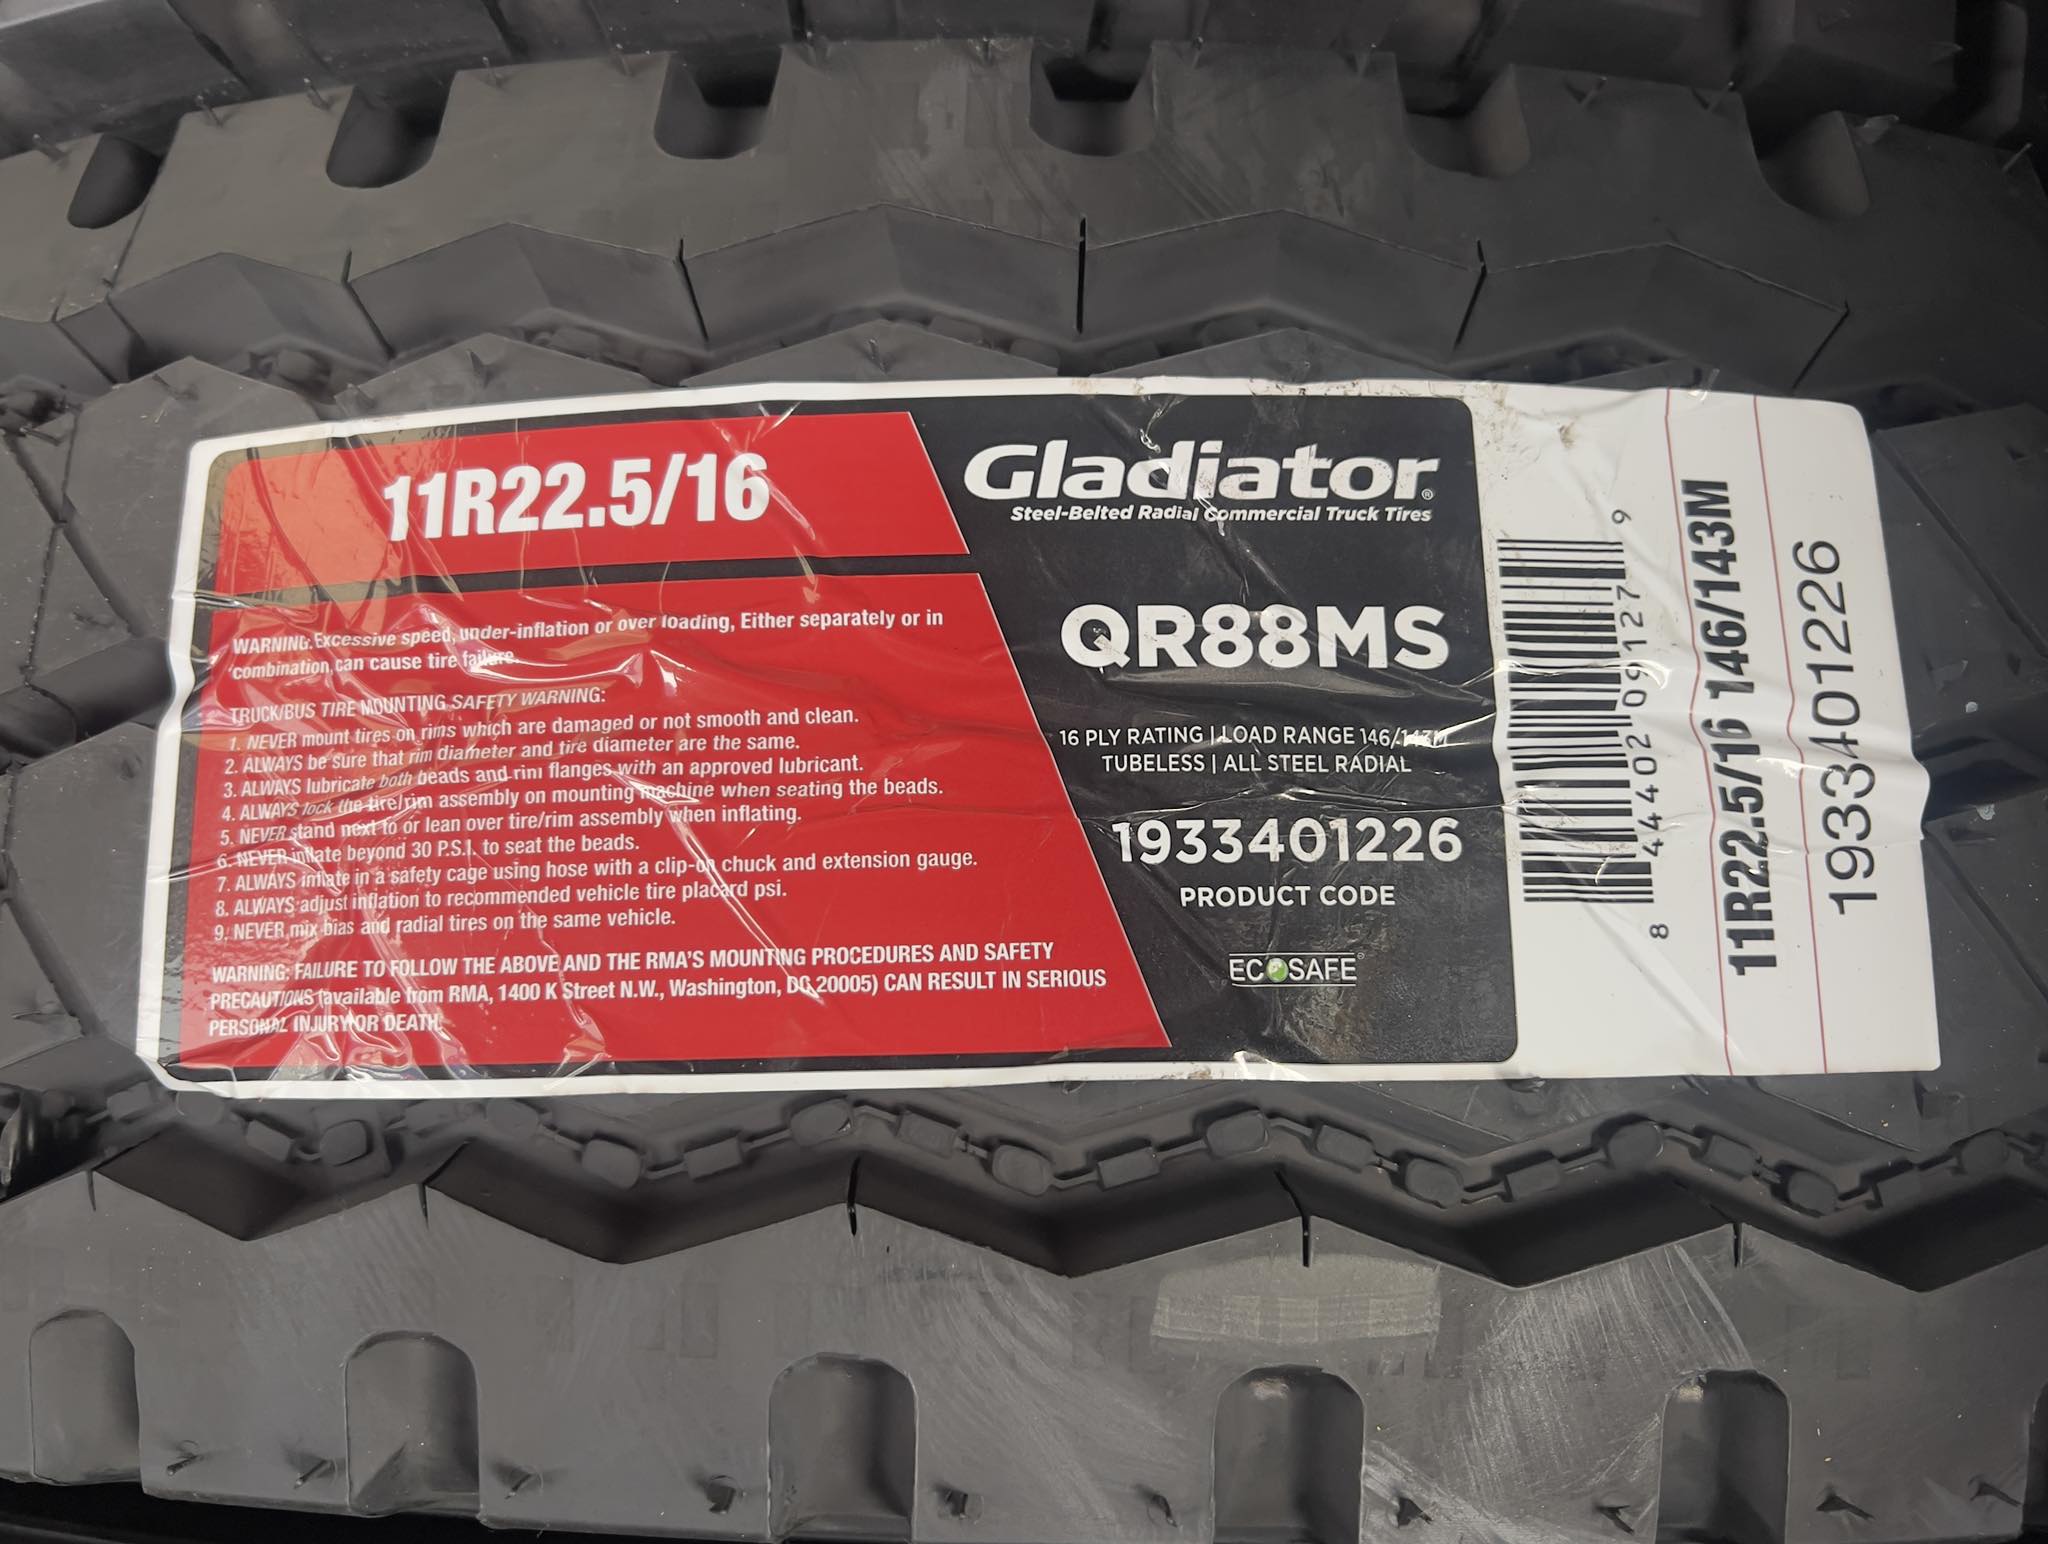 11R22.5/16
WARNING: Excessive speed, under-inflation or over loading, Either separately or in
combination, can cause tire failure.
TRUCK/BUS TIRE MOUNTING SAFETY WARNING:
1. NEVER mount tires on rims which are damaged or not smooth and clean.
2. ALWAYS be sure that rim diameter and tire diameter are the same.
3. ALWAYS lubricate both beads and rim flanges with an approved lubricant.
4. ALWAYS lock the tire/rim assembly on mounting machine when seating the beads.
5. NEVER stand next to or lean over tire/rim assembly when inflating.
6. NEVER inflate beyond 30 P.S.I. to seat the beads.
7. ALWAYS inflate in a safety cage using hose with a clip-on chuck and extension gauge.
8. ALWAYS adjust inflation to recommended vehicle tire placard psi.
9. NEVER mix bias and radial tires on the same vehicle.
WARNING: FAILURE TO FOLLOW THE ABOVE AND THE RMA'S MOUNTING PROCEDURES AND SAFETY
PRECAUTIONS (available from RMA, 1400 K Street N.W., Washington, DC 20005) CAN RESULT IN SERIOUS
PERSONAL INJURY OR DEATH.
Gladiator®
Steel-Belted Radial Commercial Truck Tires
QR88MS
16 PLY RATING | LOAD RANGE 146/143M
TUBELESS | ALL STEEL RADIAL
1933401226
PRODUCT CODE
ECOSAFE
8 44402 09127 9
11R22.5/16 146/143M
1933401226